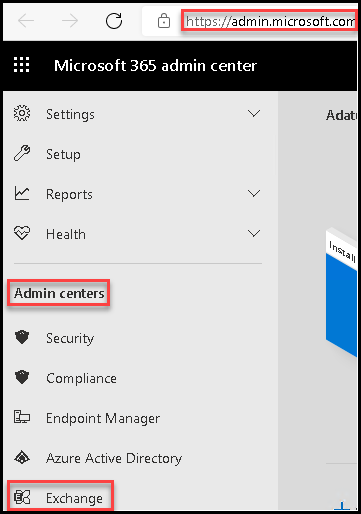 https://admin.microsoft.com
Microsoft 365 admin center
Settings
Adatu
Setup
Reports
Health
Install
Admin centers
Security
Compliance
Endpoint Manager
Azure Active Directory
Exchange